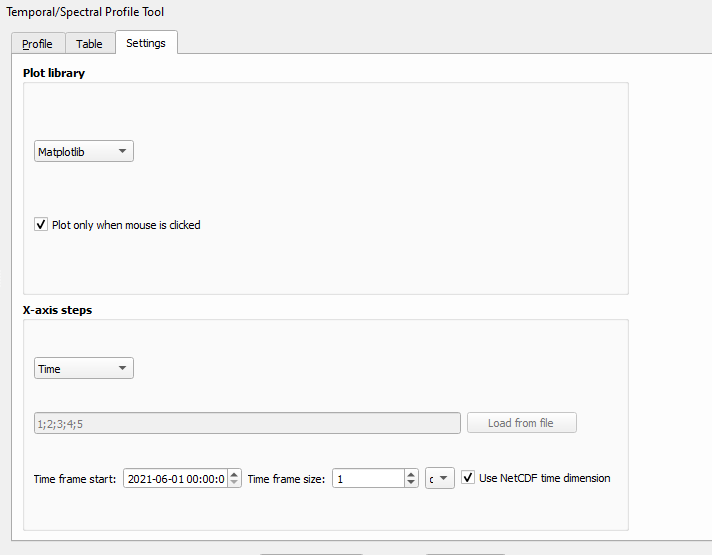 Temporal/Spectral Profile Tool
Profile Table Settings
Plot library
Matplotlib
Plot only when mouse is clicked
X-axis steps
Time
1;2;3;4;5 Load from file
Time frame start: 2021-06-01 00:00:0 Time frame size: 1 Use NetCDF time dimension